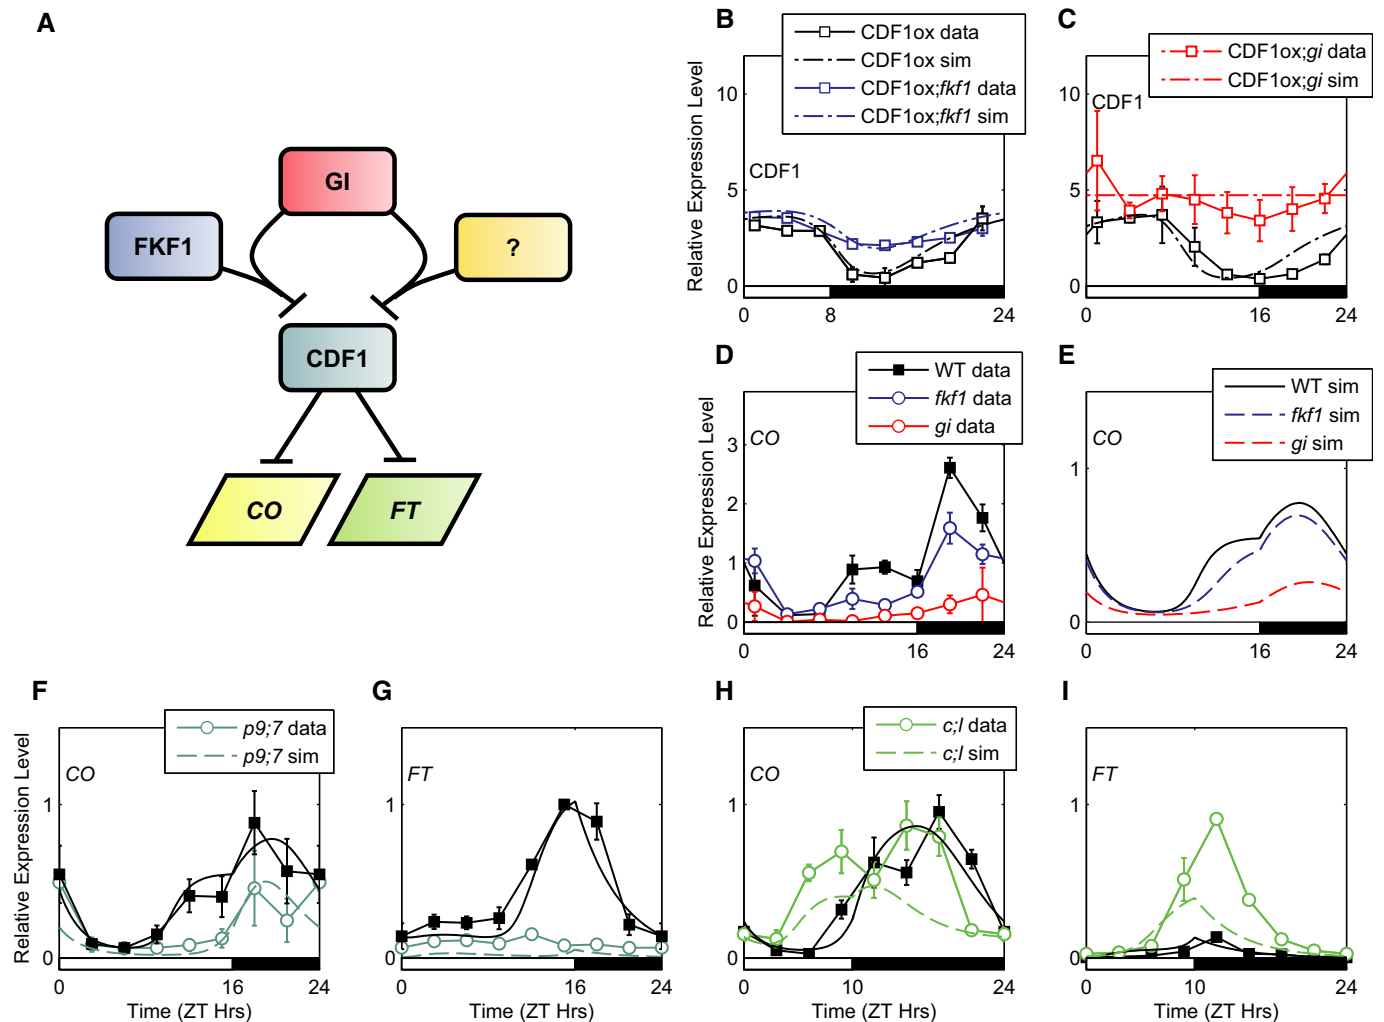 A
GI
FKF1
?
CDF1
CO
FT
B
CDF1ox data
CDF1ox sim
CDF1ox;fkf1 data
CDF1ox;fkf1 sim
CDF1
Relative Expression Level
10
5
0
0
8
24
C
CDF1ox;gi data
CDF1ox;gi sim
CDF1
10
5
0
0
16
24
D
WT data
fkf1 data
gi data
CO
Relative Expression Level
3
2
1
0
0
16
24
E
WT sim
fkf1 sim
gi sim
CO
1
0
0
16
24
F
p9;7 data
p9;7 sim
CO
Relative Expression Level
1
0
0
16
24
Time (ZT Hrs)
G
FT
1
0
0
16
24
Time (ZT Hrs)
H
c;l data
c;l sim
CO
1
0
0
10
24
Time (ZT Hrs)
I
FT
1
0
0
10
24
Time (ZT Hrs)